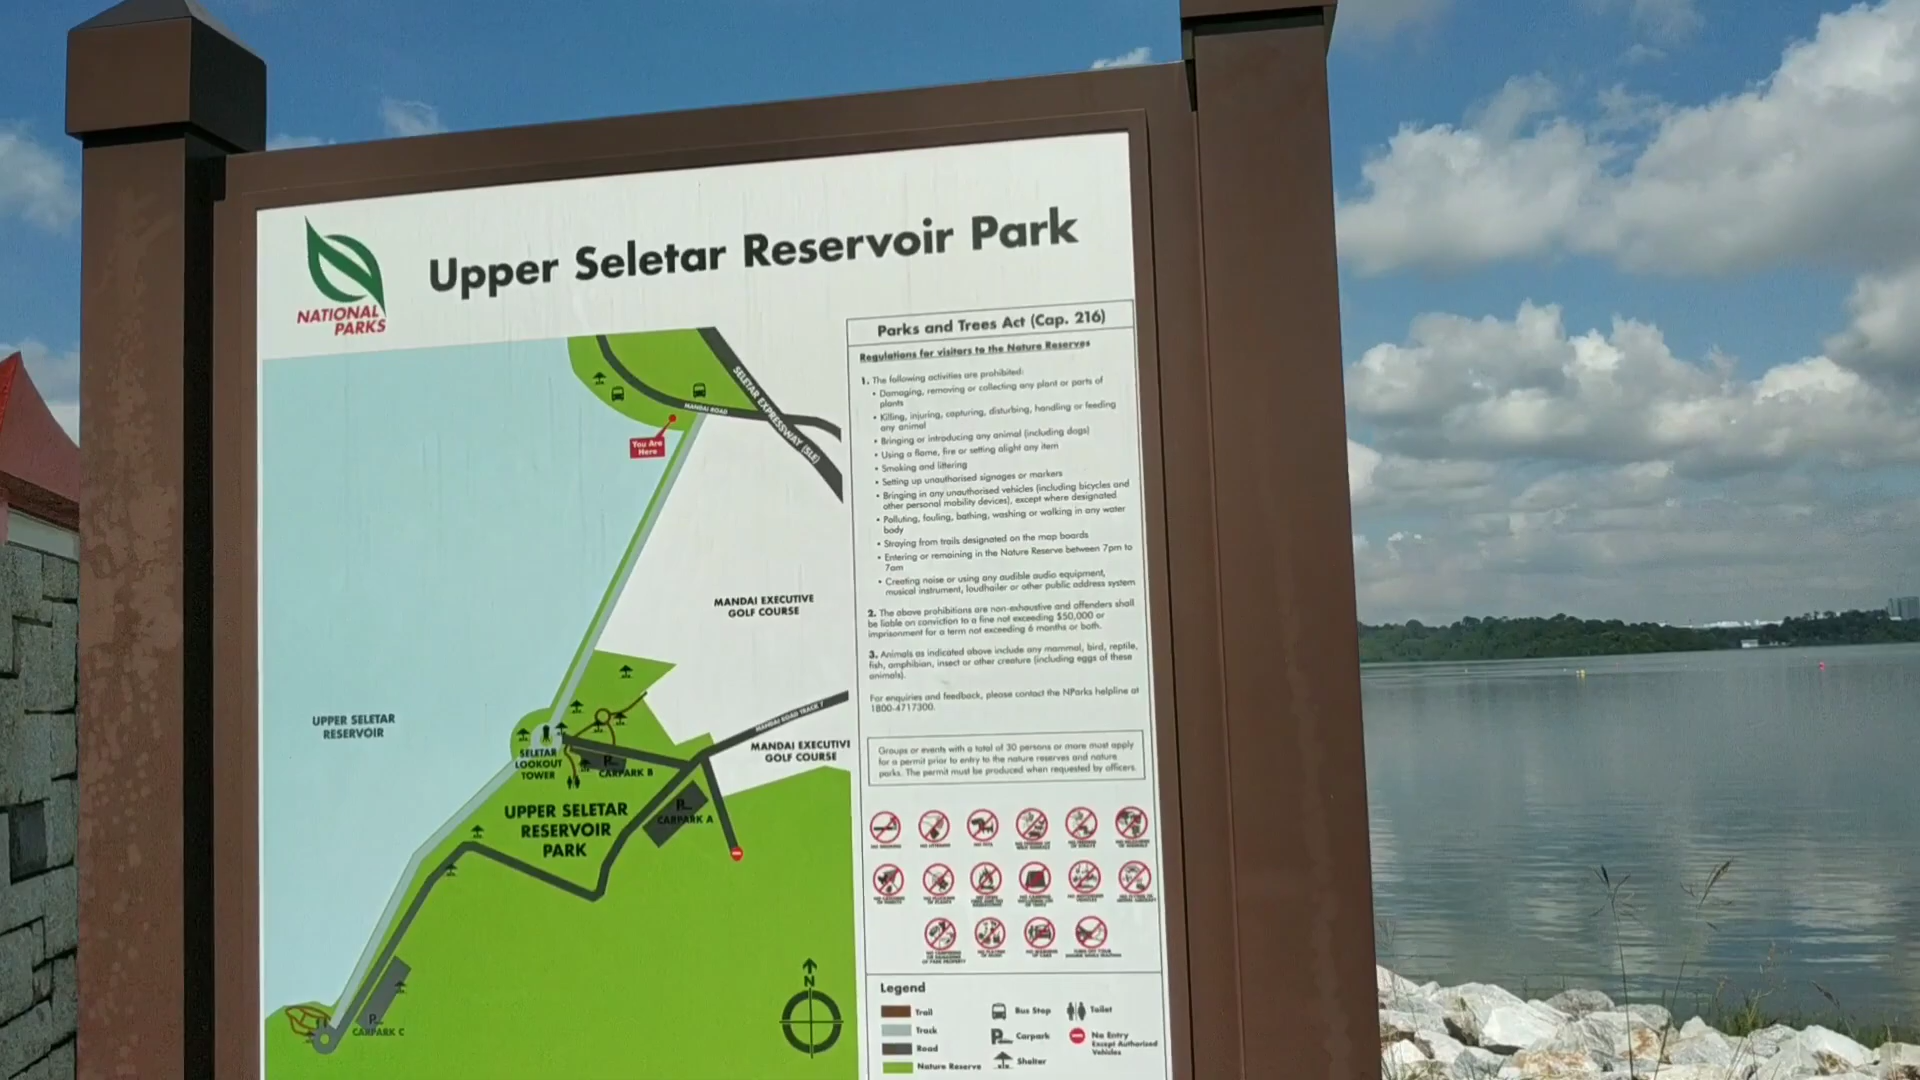 NATIONAL
PARKS
Upper Seletar Reservoir Park
SELETAR EXPRESSWAY (SLE)
MANDAI ROAD
You Are
Here
MANDAI EXECUTIVE
GOLF COURSE
UPPER SELETAR
RESERVOIR
MANDAI ROAD TRACK 7
MANDAI EXECUTIVE
GOLF COURSE
SELETAR
LOOKOUT
TOWER
CARPARK B
UPPER SELETAR
RESERVOIR
PARK
CARPARK A
CARPARK C
N
Parks and Trees Act (Cap. 216)
Regulations for visitors to the Nature Reserves
1. The following activities are prohibited:
• Damaging, removing or collecting any plant or parts of
plants
• Killing, injuring, capturing, disturbing, handling or feeding
any animal
• Bringing or introducing any animal (including dogs)
• Using a flame, fire or setting alight any item
• Smoking and littering
• Setting up unauthorised signages or markers
• Bringing in any unauthorised vehicles (including bicycles and
other personal mobility devices), except where designated
• Polluting, fouling, bathing, washing or walking in any water
body
• Straying from trails designated on the map boards
• Entering or remaining in the Nature Reserve between 7pm to
7am
• Creating noise or using any audible audio equipment,
musical instrument, loudhailer or other public address system
2. The above prohibitions are non-exhaustive and offenders shall
be liable on conviction to a fine not exceeding $50,000 or
imprisonment for a term not exceeding 6 months or both.
3. Animals as indicated above include any mammal, bird, reptile,
fish, amphibian, insect or other creature (including eggs of these
animals).
For enquiries and feedback, please contact the NParks helpline at
1800-4717300.
Groups or events with a total of 30 persons or more must apply
for a permit prior to entry to the nature reserves and nature
parks. The permit must be produced when requested by officers.
NO SMOKING
NO LITTERING
NO PETS
Legend
Trail
Track
Road
Nature Reserve
Bus Stop
Carpark
Shelter
Toilet
No Entry
Except Authorized
Vehicles